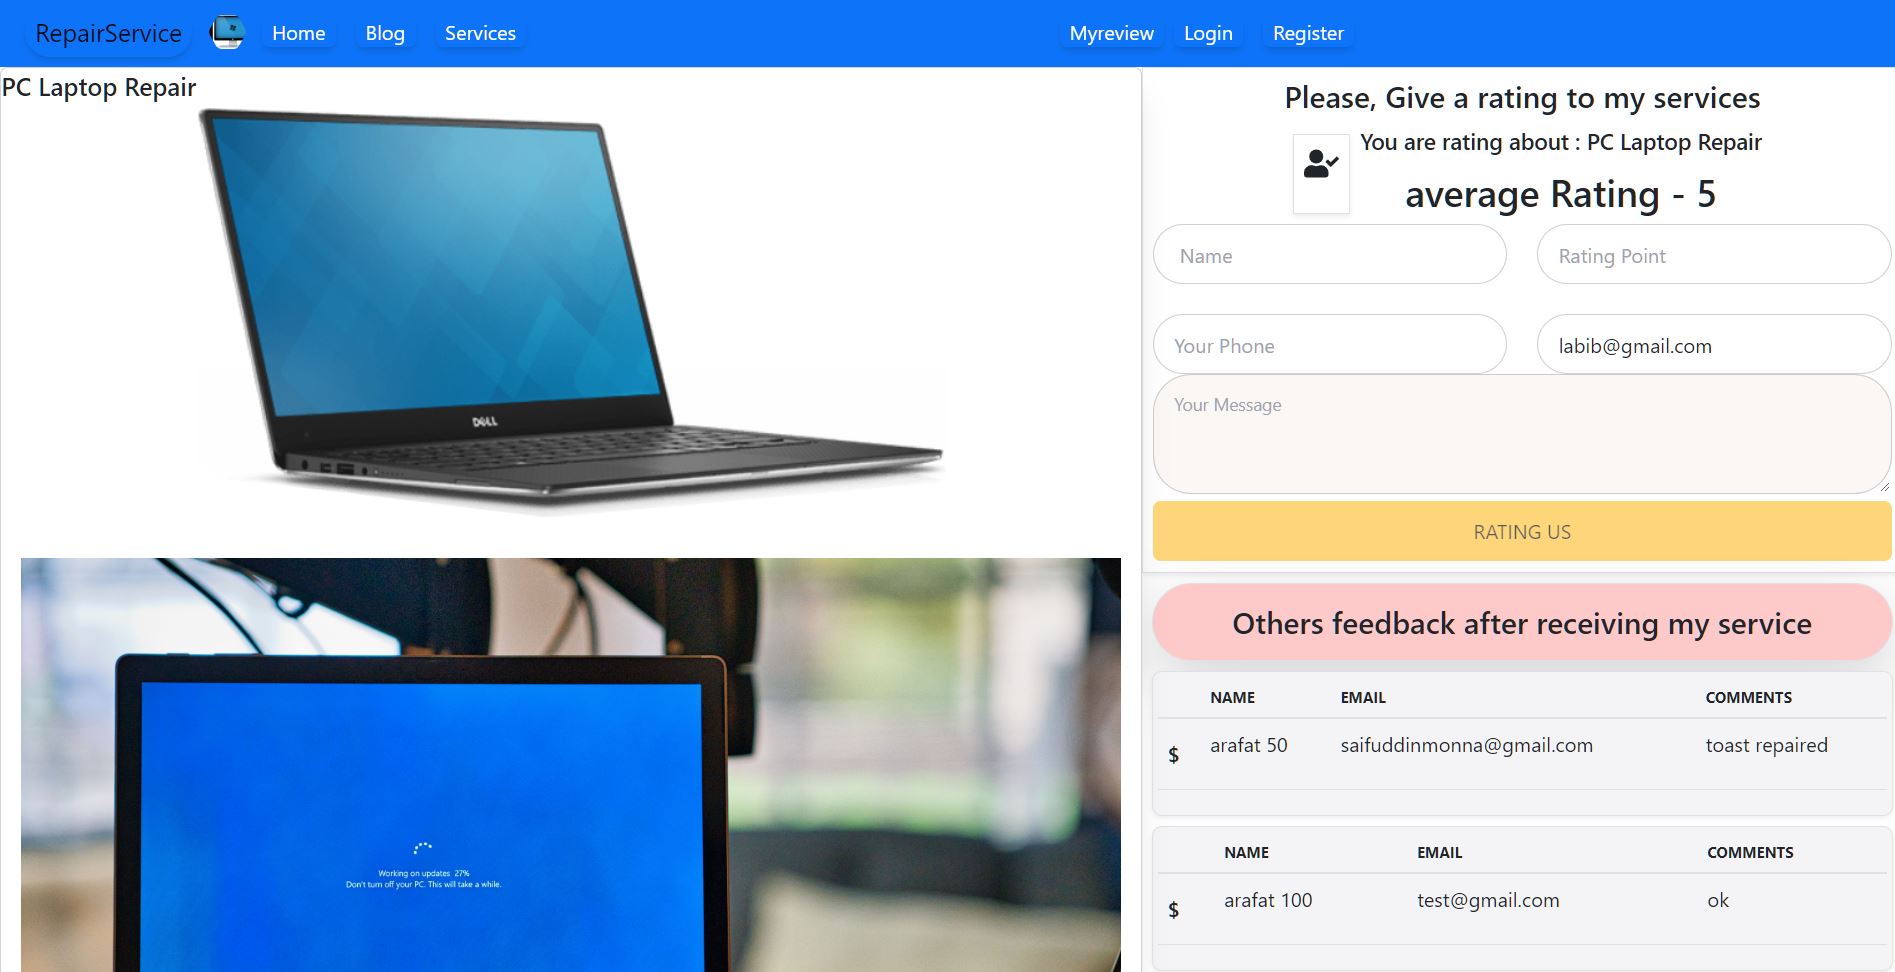 RepairService Home Blog Services Myreview Login Register
PC Laptop Repair
DELL
Working on updates 27%
Don't turn off your PC. This will take a while.
Please, Give a rating to my services
You are rating about : PC Laptop Repair
average Rating - 5
Name Rating Point
Your Phone labib@gmail.com
Your Message
RATING US
Others feedback after receiving my service
NAME EMAIL COMMENTS
$ arafat 50 saifuddinmonna@gmail.com toast repaired
NAME EMAIL COMMENTS
$ arafat 100 test@gmail.com ok